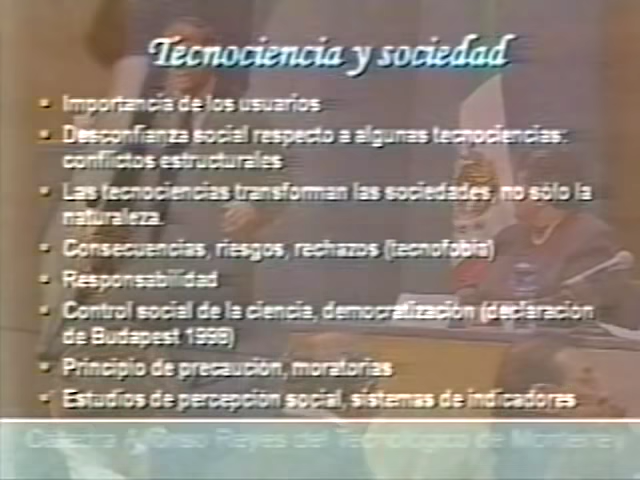 Tecnociencia y sociedad
Importancia de los usuarios
Desconfianza social respecto a algunas tecnociencias:
conflictos estructurales
Las tecnociencias transforman las sociedades, no sólo la
naturaleza.
Consecuencias, riesgos, rechazos (tecnofobia)
Responsabilidad
Control social de la ciencia, democratización (declaración
de Budapest 1998)
Principio de precaución, moratorias
Estudios de percepción social, sistemas de indicadores
Cátedra Alfonso Reyes del Tecnológico de Monterrey